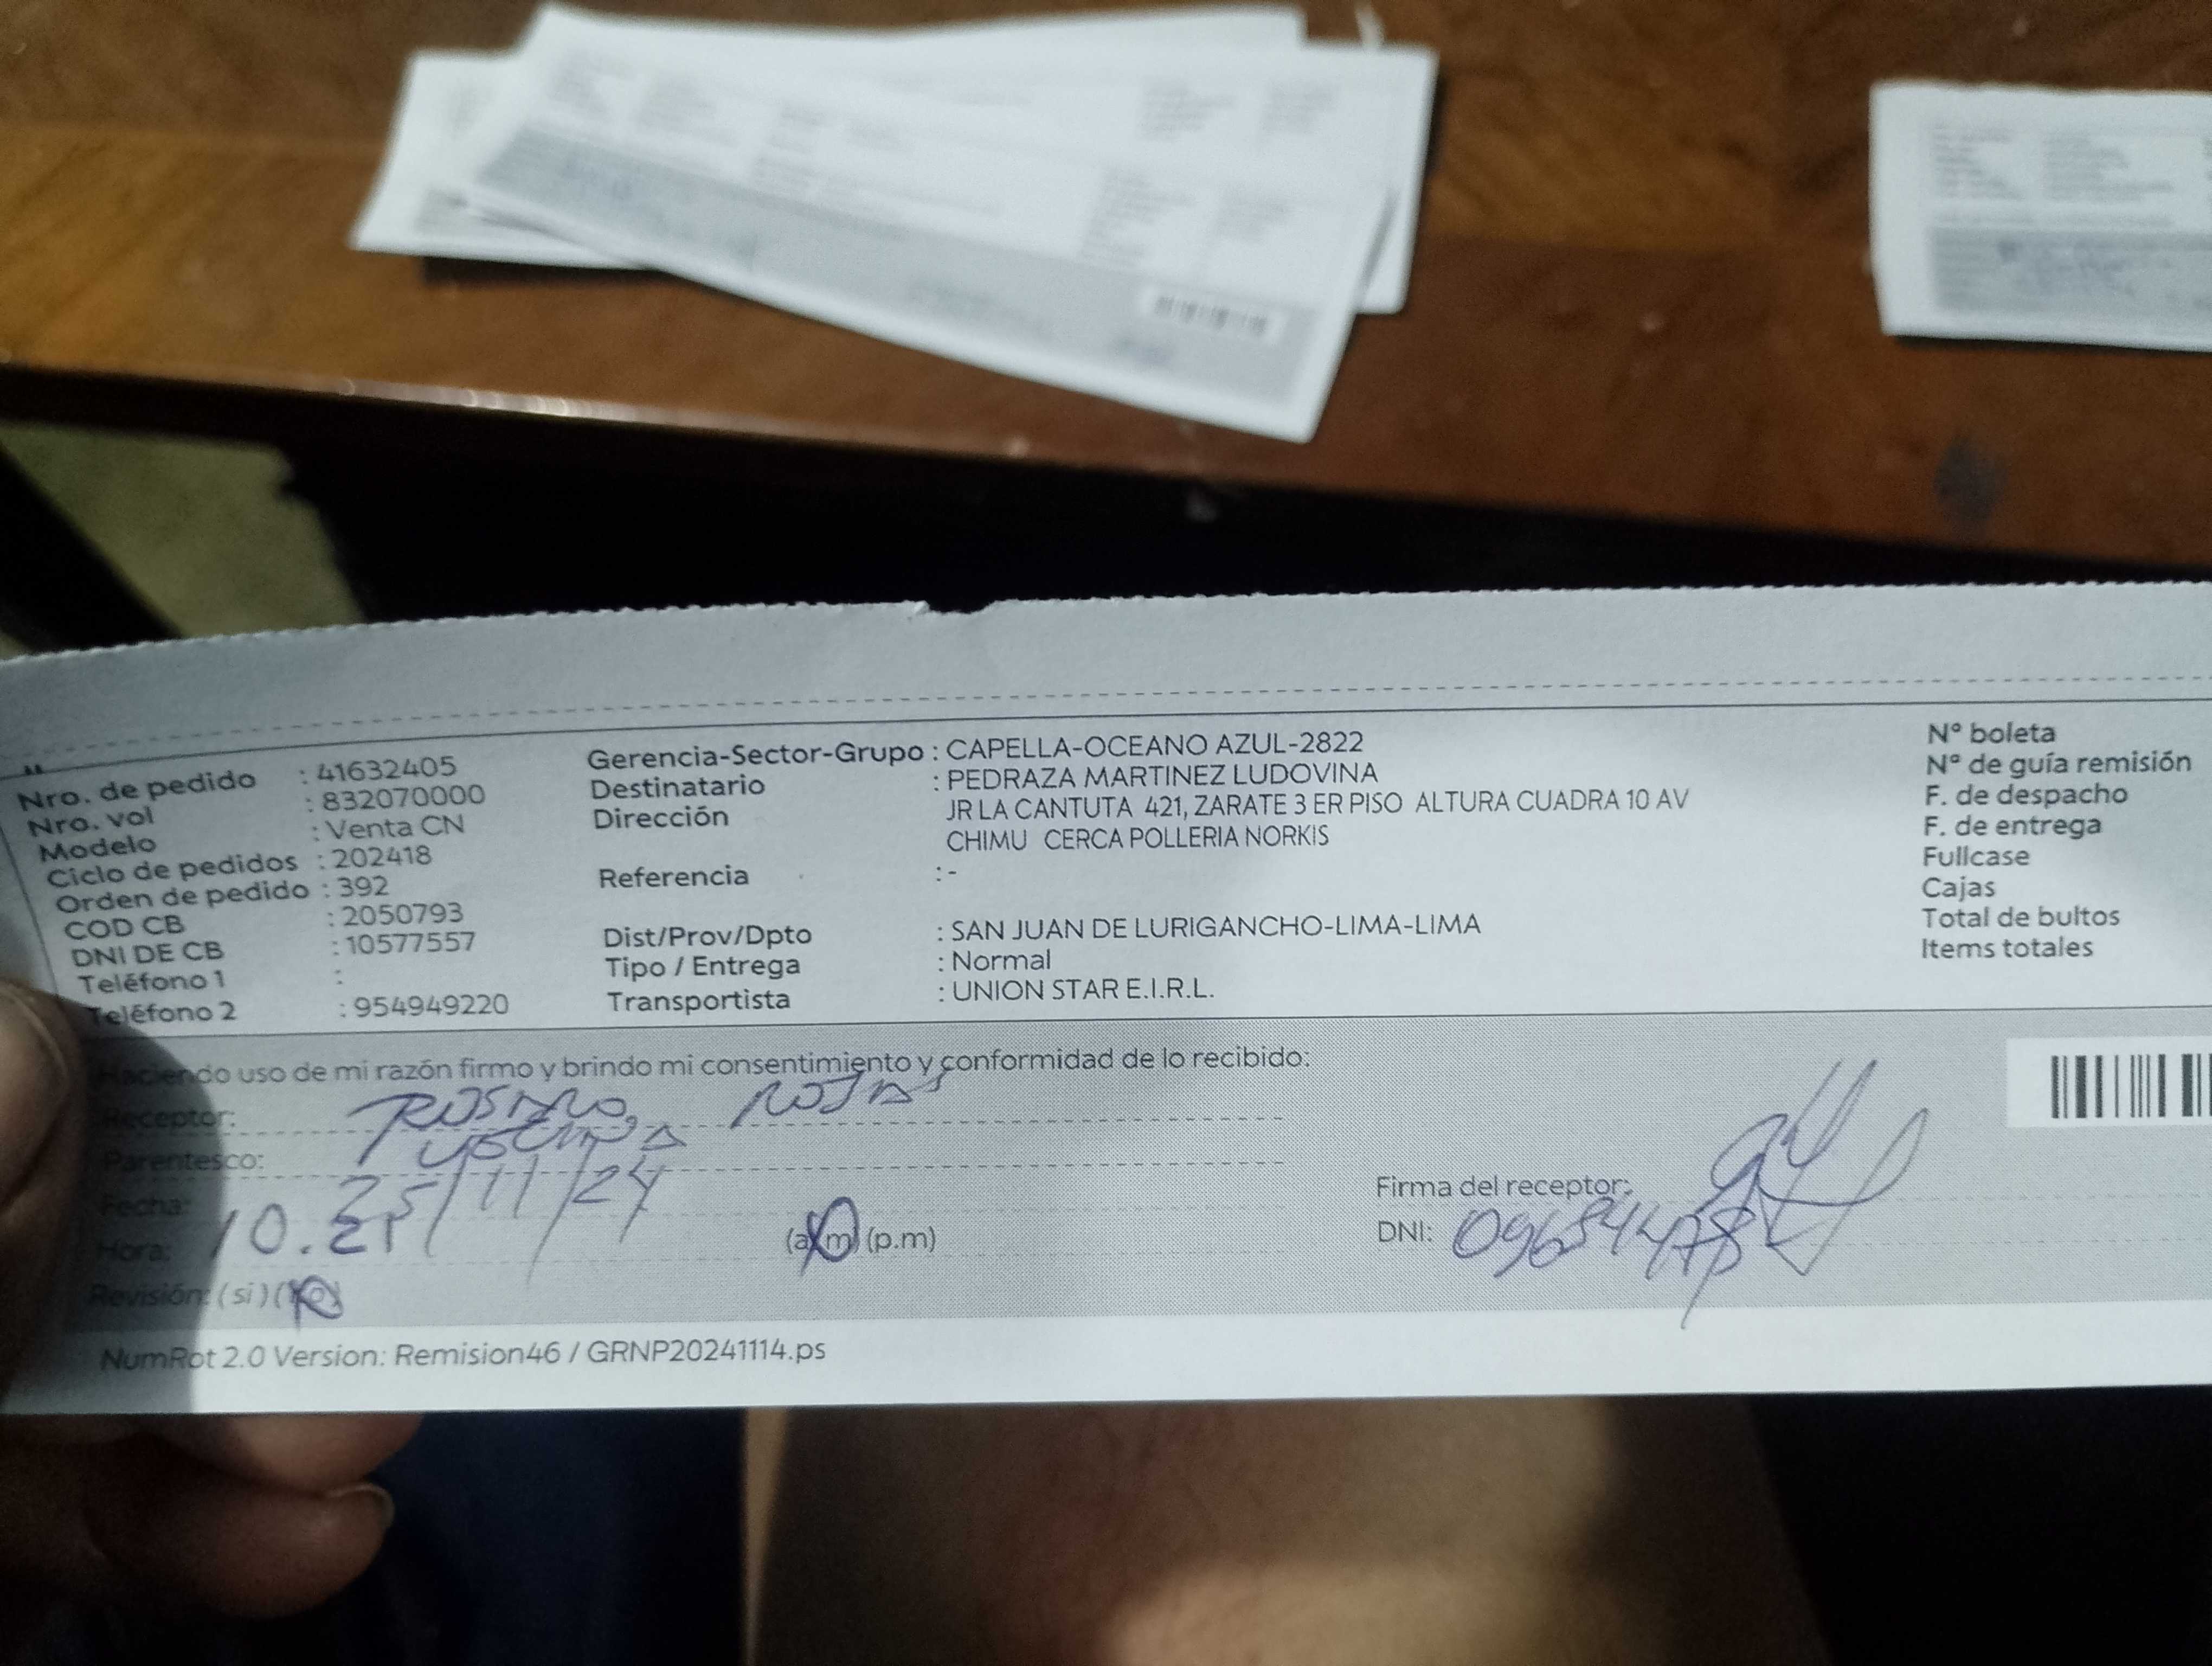 Nro. de pedido : 41632405
Nro. vol : 832070000
Modelo : Venta CN
Ciclo de pedidos : 202418
Orden de pedido : 392
COD CB : 2050793
DNI DE CB : 10577557
Teléfono 1 :
Teléfono 2 : 954949220
Gerencia-Sector-Grupo : CAPELLA-OCEANO AZUL-2822
Destinatario : PEDRAZA MARTINEZ LUDOVINA
Dirección JR LA CANTUTA 421, ZARATE 3 ER PISO ALTURA CUADRA 10 AV
CHIMU CERCA POLLERIA NORKIS
Referencia : -
Dist/Prov/Dpto : SAN JUAN DE LURIGANCHO-LIMA-LIMA
Tipo / Entrega : Normal
Transportista : UNION STAR E.I.R.L.
Nº boleta
Nº de guía remisión
F. de despacho
F. de entrega
Fullcase
Cajas
Total de bultos
Items totales
Haciendo uso de mi razón firmo y brindo mi consentimiento y conformidad de lo recibido:
Receptor: ROSARIO ROJAS
Parentesco:
Fecha: 25/11/24
Hora: 10. (a.m) (p.m)
Revisión: (si) (no)
Firma del receptor:
DNI:
NumRot 2.0 Version: Remision46 / GRNP20241114.ps